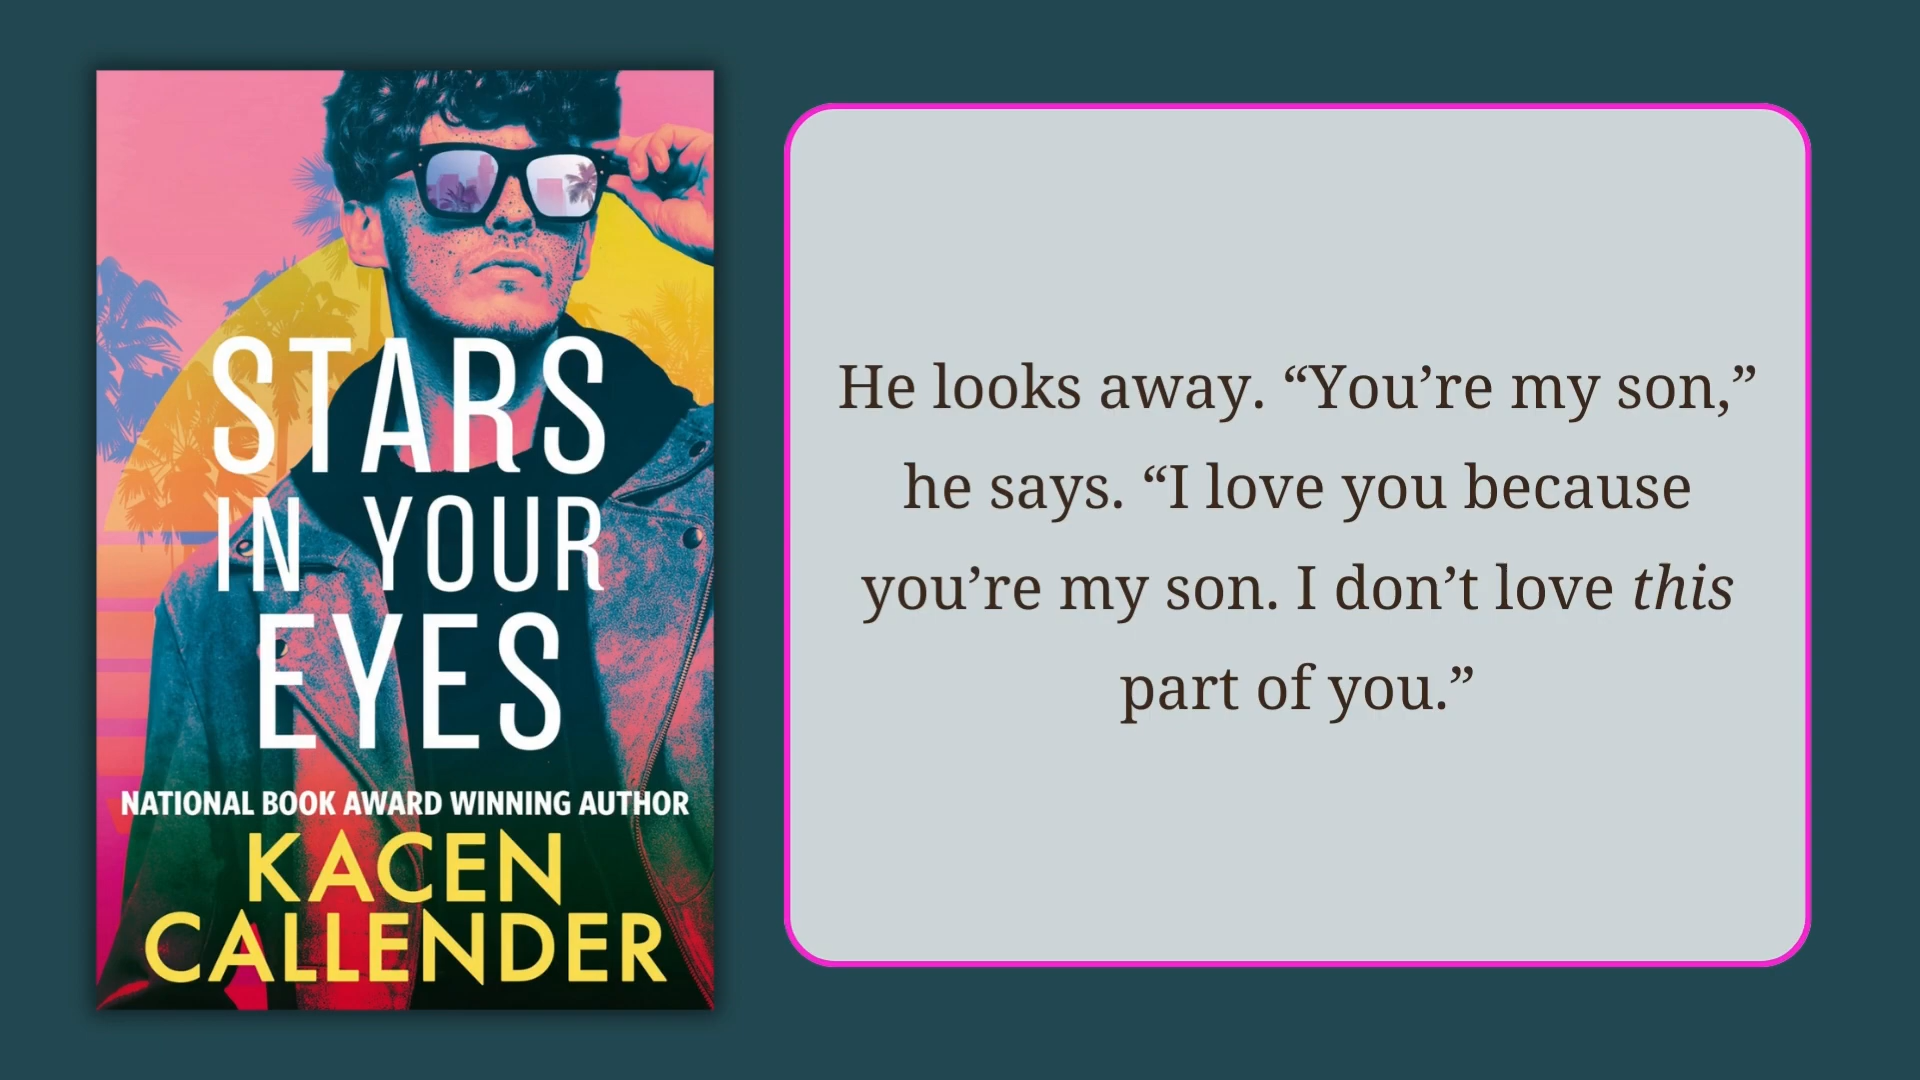 STARS
IN YOUR
EYES
NATIONAL BOOK AWARD WINNING AUTHOR
KACEN
CALLENDER
He looks away. “You’re my son,”
he says. “I love you because
you’re my son. I don’t love this
part of you.”